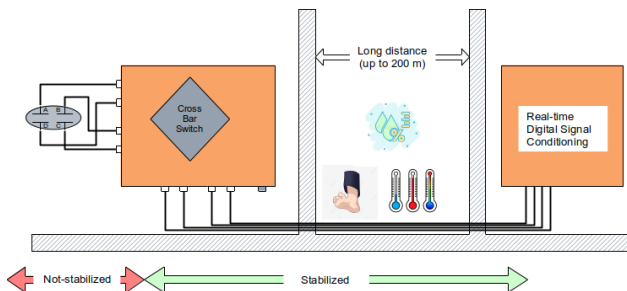 Long distance
(up to 200 m)
A B
D C
Cross
Bar
Switch
Real-time
Digital Signal
Conditioning
Not-stabilized
Stabilized